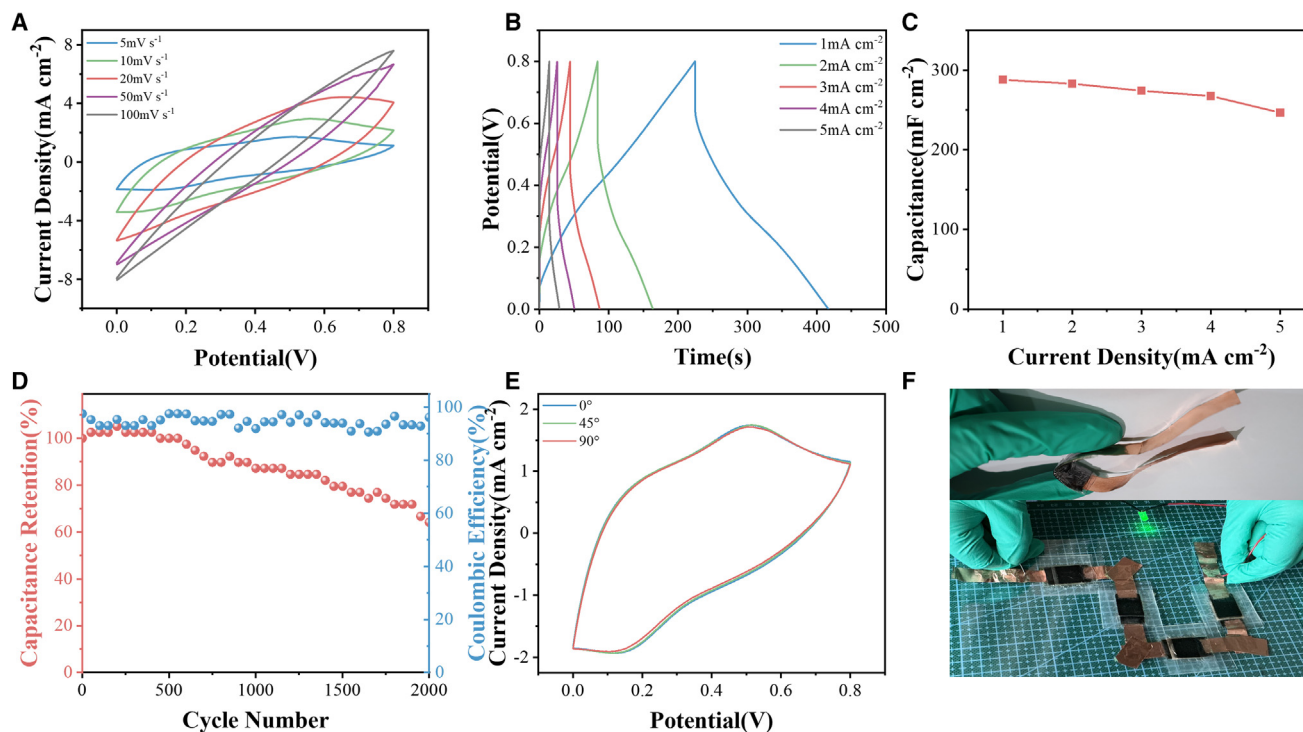 A
Current Density(mA cm⁻²)
8
4
0
-4
-8
5mV s⁻¹
10mV s⁻¹
20mV s⁻¹
50mV s⁻¹
100mV s⁻¹
0.0 0.2 0.4 0.6 0.8
Potential(V)
B
Potential(V)
0.8
0.6
0.4
0.2
0.0
1mA cm⁻²
2mA cm⁻²
3mA cm⁻²
4mA cm⁻²
5mA cm⁻²
0 100 200 300 400 500
Time(s)
C
Capacitance(mF cm⁻²)
300
200
100
0
1 2 3 4 5
Current Density(mA cm⁻²)
D
Capacitance Retention(%)
100
80
60
40
20
0
Coulombic Efficiency(%)
100
80
60
40
20
0
0 500 1000 1500 2000
Cycle Number
E
Current Density(mA cm⁻²)
2
1
0
-1
-2
0°
45°
90°
0.0 0.2 0.4 0.6 0.8
Potential(V)
F